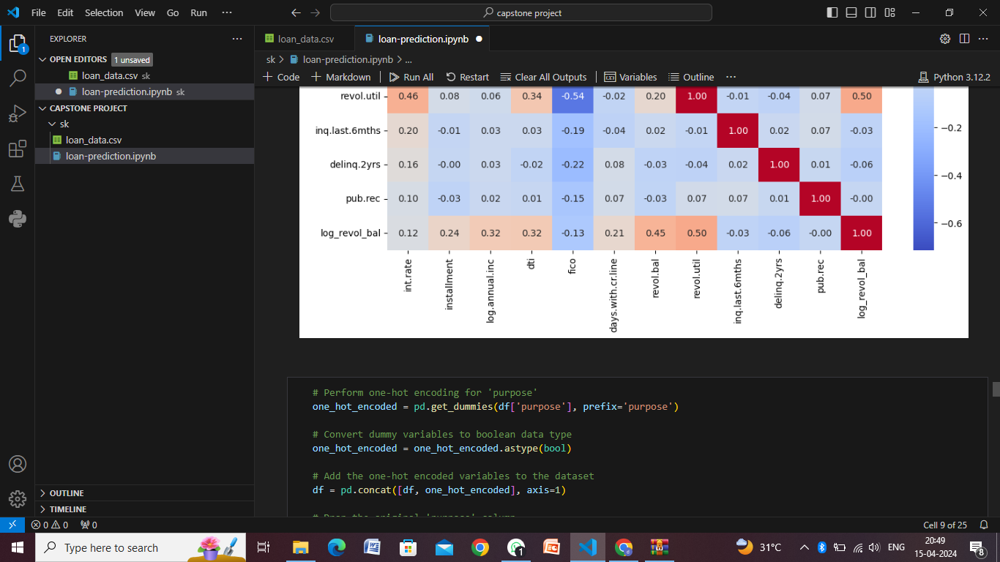 File Edit Selection View Go Run ···
capstone project
EXPLORER ···
OPEN EDITORS 1 unsaved
loan_data.csv sk
loan-prediction.ipynb sk
CAPSTONE PROJECT
sk
loan_data.csv
loan-prediction.ipynb
OUTLINE
TIMELINE
1
loan_data.csv loan-prediction.ipynb
sk > loan-prediction.ipynb > ...
+ Code + Markdown Run All Restart Clear All Outputs Variables Outline ··· Python 3.12.2
revol.util 0.46 0.08 0.06 0.34 -0.54 -0.02 0.20 1.00 -0.01 -0.04 0.07 0.50
inq.last.6mths 0.20 -0.01 0.03 0.03 -0.19 -0.04 0.02 -0.01 1.00 0.02 0.07 -0.03
delinq.2yrs 0.16 -0.00 0.03 -0.02 -0.22 0.08 -0.03 -0.04 0.02 1.00 0.01 -0.06
pub.rec 0.10 -0.03 0.02 0.01 -0.15 0.07 -0.03 0.07 0.07 0.01 1.00 -0.00
log_revol_bal 0.12 0.24 0.32 0.32 -0.13 0.21 0.45 0.50 -0.03 -0.06 -0.00 1.00
int.rate installment log.annual.inc dti fico days.with.cr.line revol.bal revol.util inq.last.6mths delinq.2yrs pub.rec log_revol_bal
−0.2
−0.4
−0.6
# Perform one-hot encoding for 'purpose'
one_hot_encoded = pd.get_dummies(df['purpose'], prefix='purpose')
# Convert dummy variables to boolean data type
one_hot_encoded = one_hot_encoded.astype(bool)
# Add the one-hot encoded variables to the dataset
df = pd.concat([df, one_hot_encoded], axis=1)
# Drop the original 'purpose' column
0 0 0 Cell 9 of 25
Type here to search
1
31°C ENG 20:49
15-04-2024
8